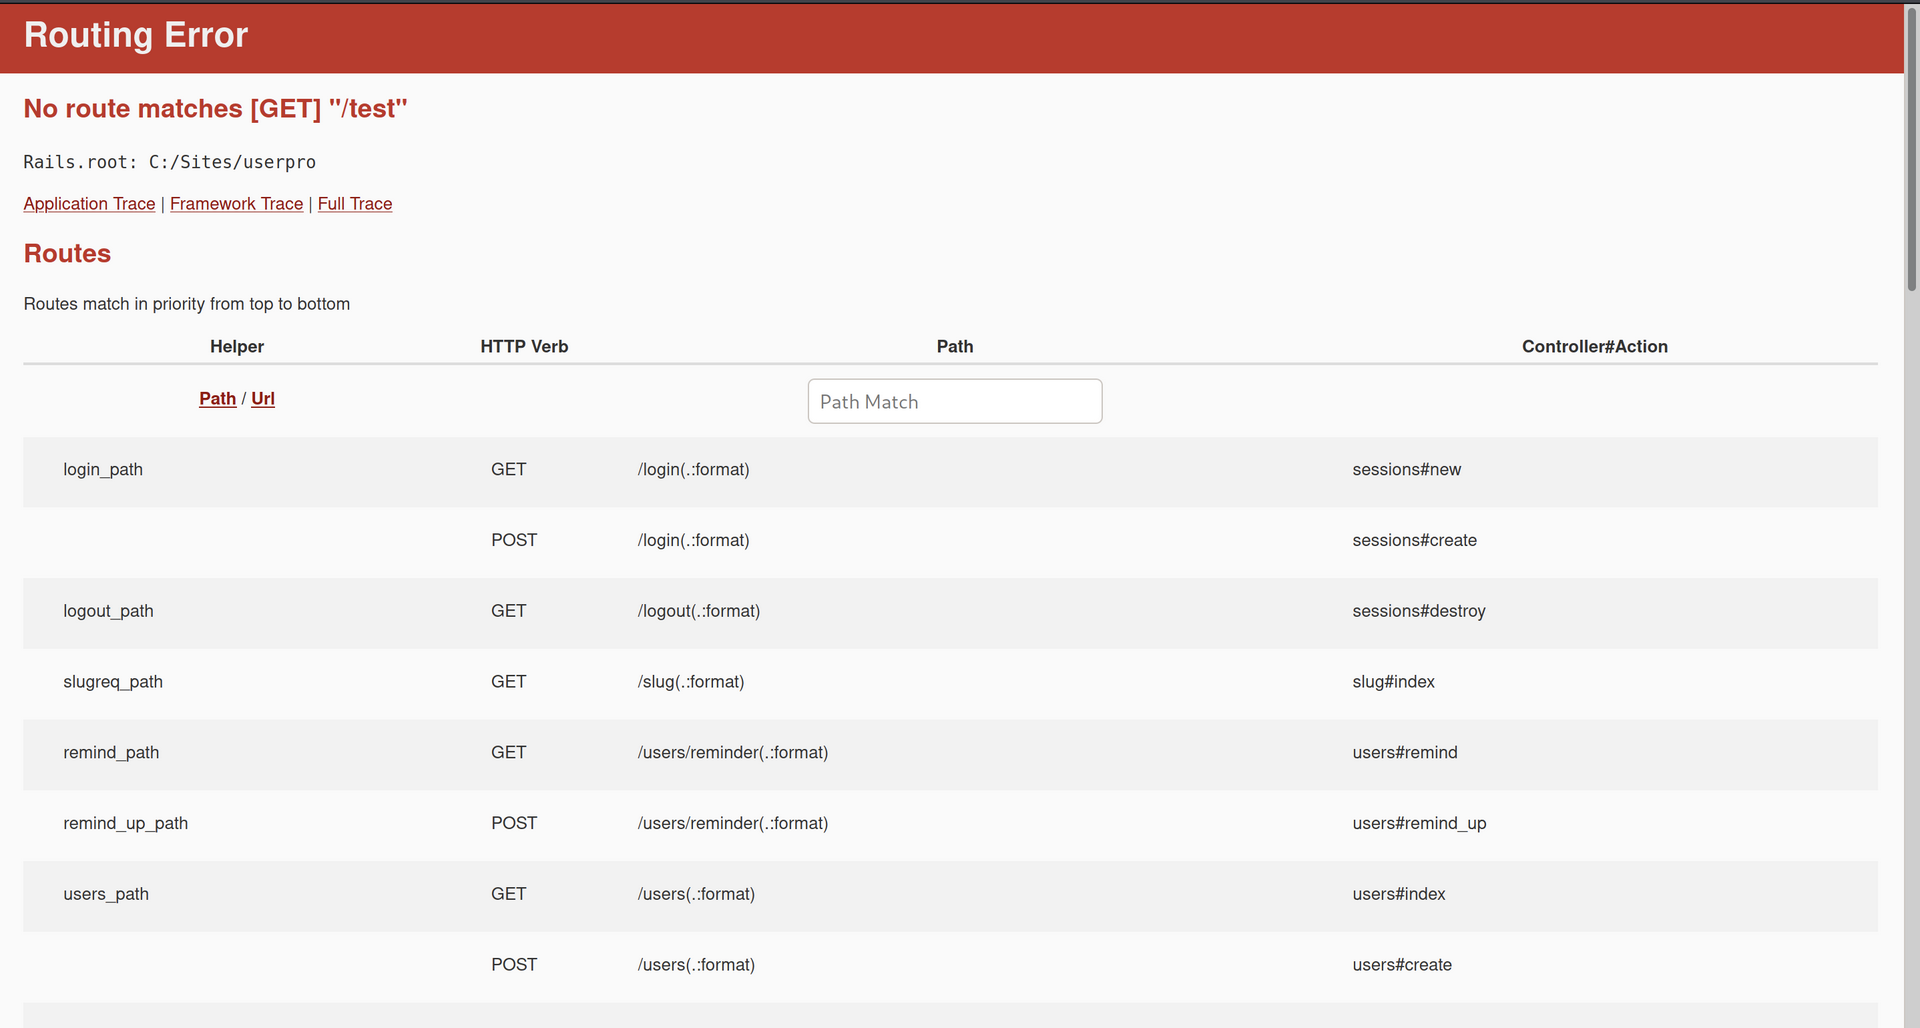 Routing Error
No route matches [GET] "/test"
Rails.root: C:/Sites/userpro
Application Trace | Framework Trace | Full Trace
Routes
Routes match in priority from top to bottom
Helper HTTP Verb Path Controller#Action
Path / Url Path Match
login_path GET /login(.:format) sessions#new
POST /login(.:format) sessions#create
logout_path GET /logout(.:format) sessions#destroy
slugreq_path GET /slug(.:format) slug#index
remind_path GET /users/reminder(.:format) users#remind
remind_up_path POST /users/reminder(.:format) users#remind_up
users_path GET /users(.:format) users#index
POST /users(.:format) users#create